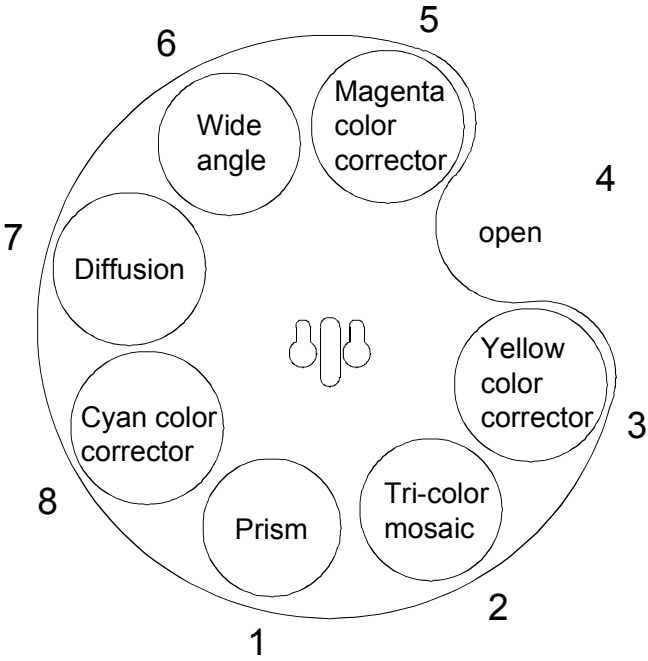 5
6
Magenta
color
corrector
Wide
angle
4
open
7
Diffusion
Yellow
color
corrector
3
Cyan color
corrector
8
Tri-color
mosaic
Prism
2
1